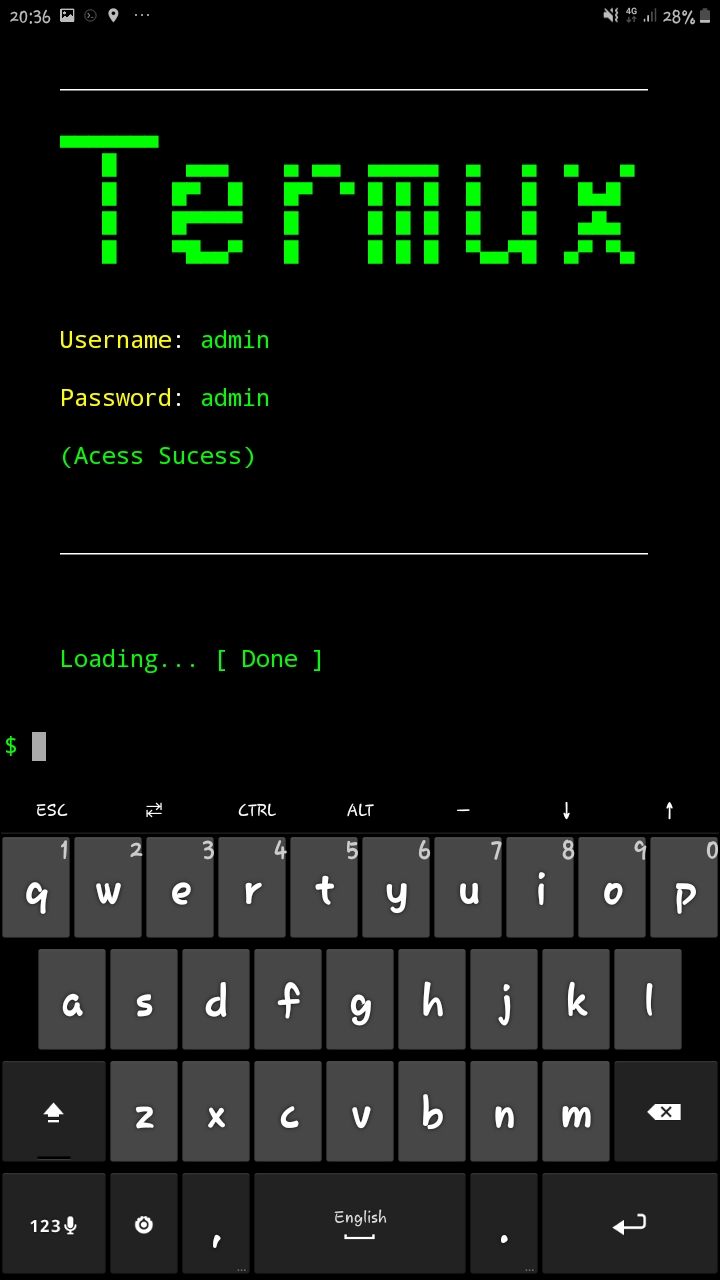 20:36 4G 28%
Termux
Username: admin
Password: admin
(Acess Sucess)
Loading... [ Done ]
$
ESC CTRL ALT —
1 2 3 4 5 6 7 8 9 0
q w e r t y u i o p
a s d f g h j k l
z x c v b n m
123 , English .